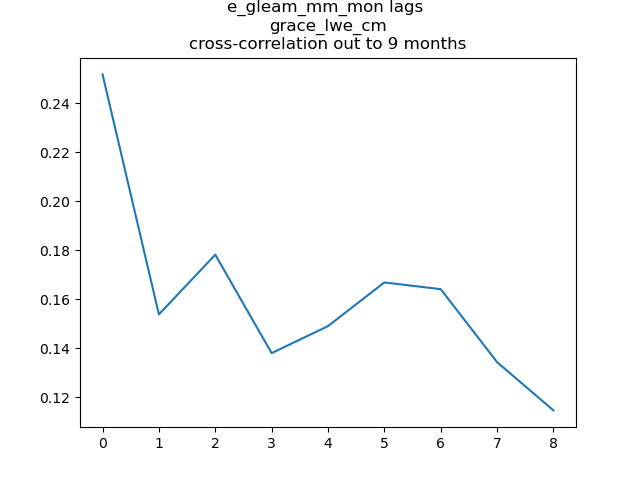 e_gleam_mm_mon lags
grace_lwe_cm
cross-correlation out to 9 months
0.24
0.22
0.20
0.18
0.16
0.14
0.12
0 1 2 3 4 5 6 7 8